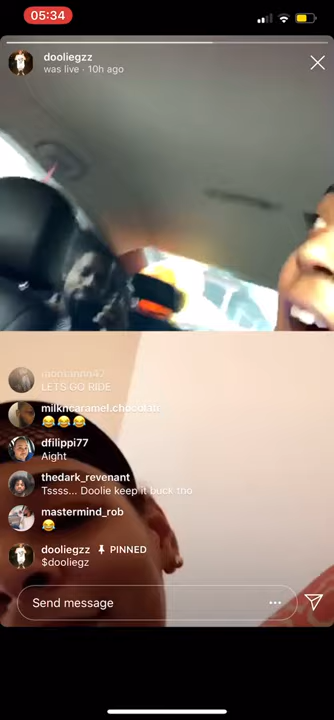 05:34
dooliegzz
was live · 10h ago
LETS GO RIDE
milkncaramel.chocolate
😂😂😂
dfilippi77
Aight
thedark_revenant
Tssss... Doolie keep it buck tho
mastermind_rob
😂
dooliegzz PINNED
$dooliegz
Send message